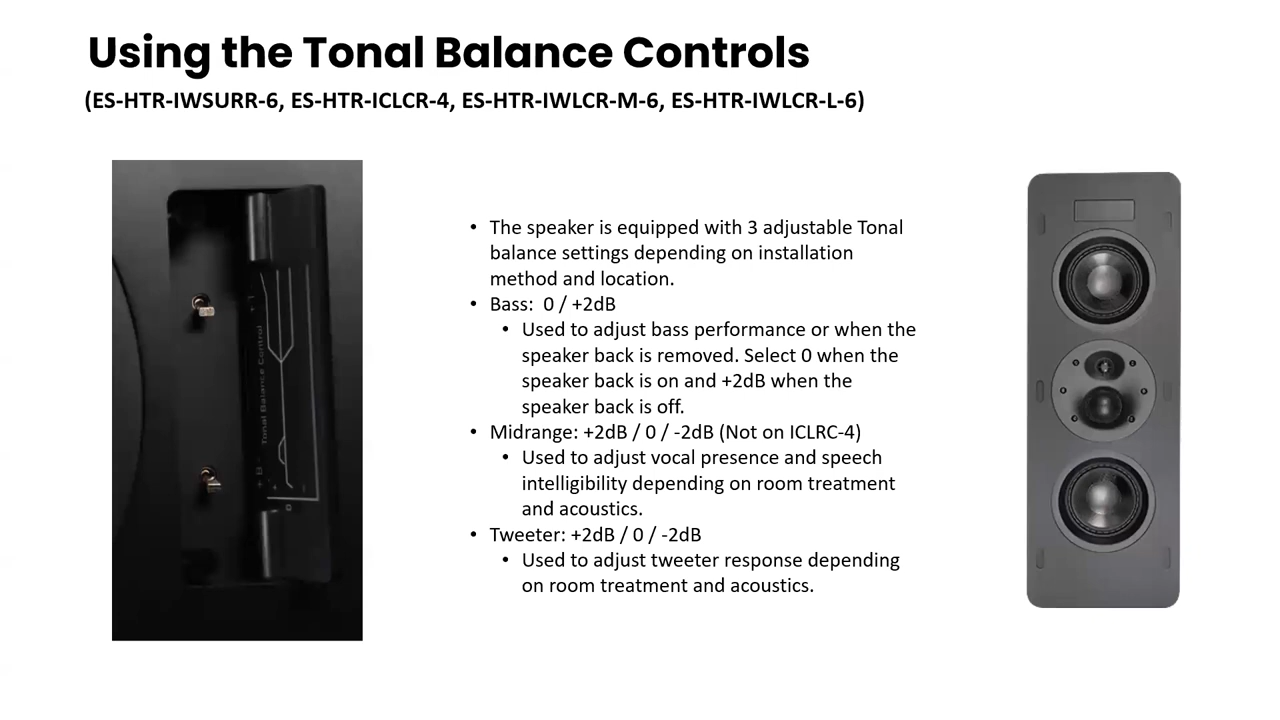 Using the Tonal Balance Controls
(ES-HTR-IWSURR-6, ES-HTR-ICLCR-4, ES-HTR-IWLCR-M-6, ES-HTR-IWLCR-L-6)
• The speaker is equipped with 3 adjustable Tonal
balance settings depending on installation
method and location.
• Bass:  0 / +2dB
• Used to adjust bass performance or when the
speaker back is removed. Select 0 when the
speaker back is on and +2dB when the
speaker back is off.
• Midrange: +2dB / 0 / -2dB (Not on ICLRC-4)
• Used to adjust vocal presence and speech
intelligibility depending on room treatment
and acoustics.
• Tweeter: +2dB / 0 / -2dB
• Used to adjust tweeter response depending
on room treatment and acoustics.
Tonal Balance Control